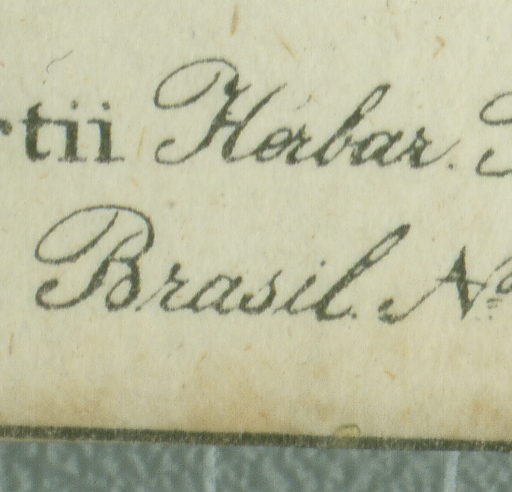 rtii Herbar.
Brasil. Nº